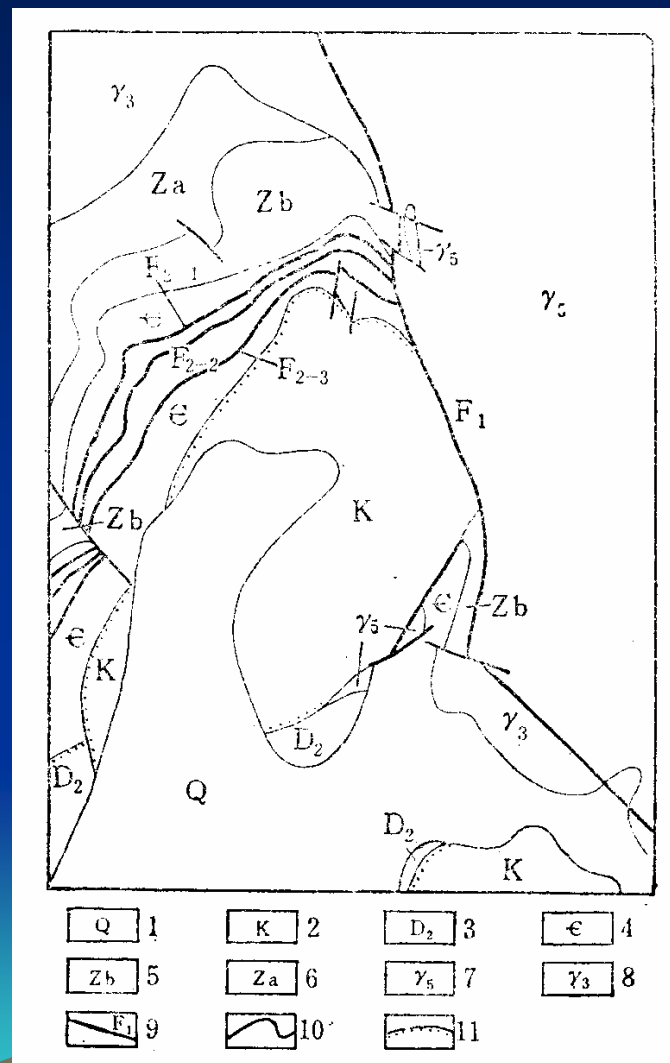 γ₃
Za
Zb
γ₅
F₂₋₁
γ₅
Є
F₂₋₂
F₂₋₃
F₁
Є
K
Zb
Є
Zb
γ₅
Є
K
γ₃
D₂
D₂
Q
D₂
K
Q 1 K 2 D₂ 3 Є 4
Zb 5 Za 6 γ₅ 7 γ₃ 8
F₁ 9 10 11